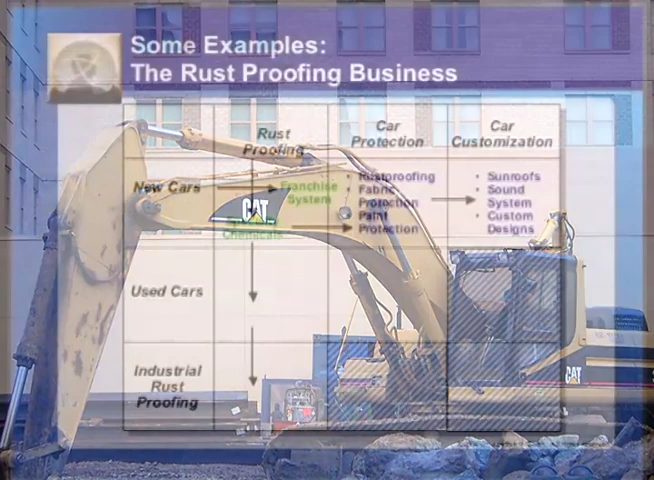 Some Examples:
The Rust Proofing Business
Rust
Proofing
Car
Protection
Car
Customization
New Cars
Franchise
System
Chemicals
• Rustproofing
• Fabric
Protection
• Paint
Protection
• Sunroofs
• Sound
System
• Custom
Designs
Used Cars
Industrial
Rust
Proofing
CAT
CAT